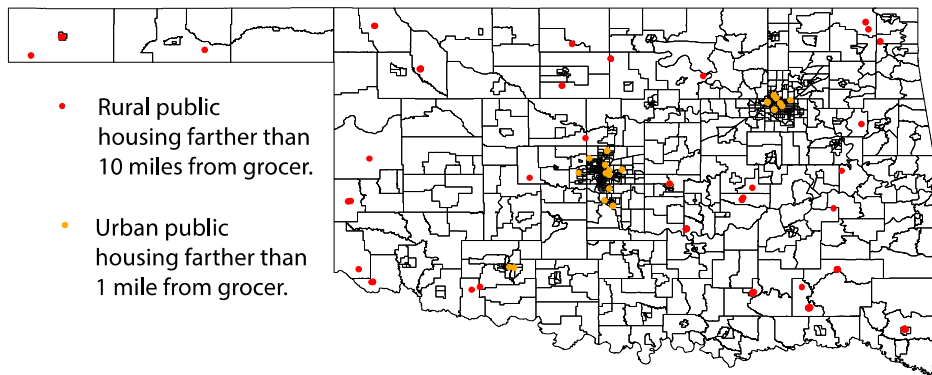 Rural public
housing farther than
10 miles from grocer.
Urban public
housing farther than
1 mile from grocer.